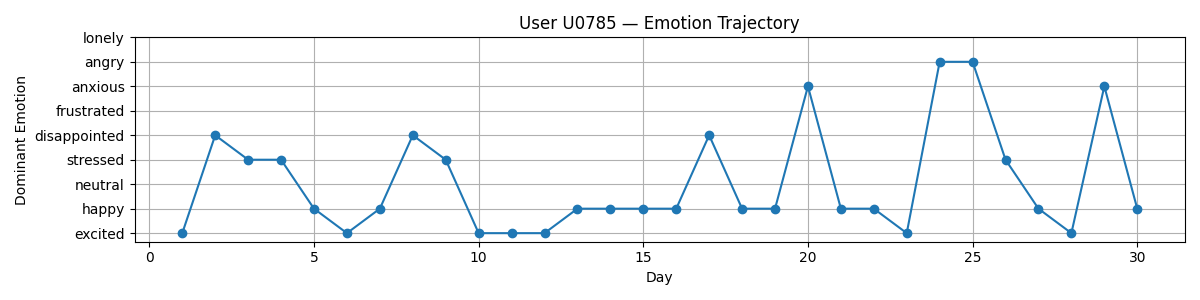 User U0785 — Emotion Trajectory
lonely
angry
anxious
frustrated
disappointed
stressed
neutral
happy
excited
Dominant Emotion
0 5 10 15 20 25 30
Day